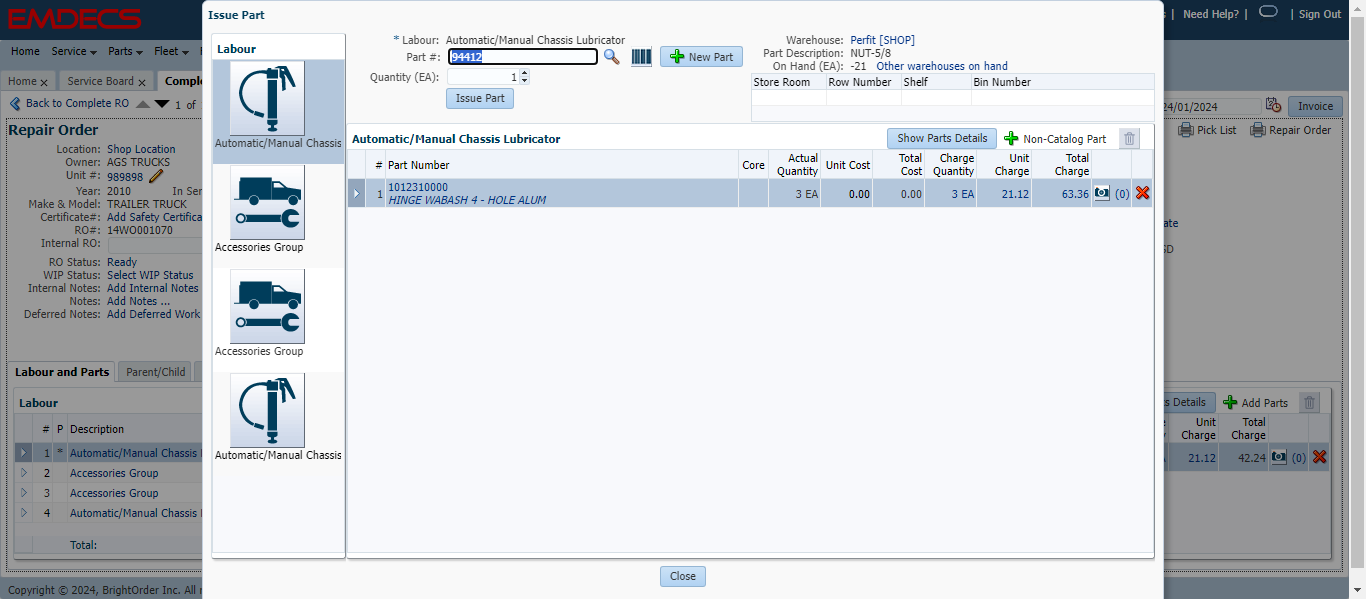 EMDECS
Need Help? | | Sign Out
Home Service Parts Fleet
Home x Service Board x Comple
Back to Complete RO 1 of
24/01/2024 Invoice
Repair Order
Pick List Repair Order
Location: Shop Location
Owner: AGS TRUCKS
Unit #: 989898
Year: 2010 In Ser
Make & Model: TRAILER TRUCK
Certificate#: Add Safety Certifica
RO#: 14WO001070
Internal RO:
RO Status: Ready
WIP Status: Select WIP Status
Internal Notes: Add Internal Notes
Notes: Add Notes ...
Deferred Notes: Add Deferred Work
Labour and Parts Parent/Child
Labour
# P Description
1 * Automatic/Manual Chassis
2 Accessories Group
3 Accessories Group
4 Automatic/Manual Chassis
Total:
Copyright © 2024, BrightOrder Inc. All
Issue Part
Labour
Automatic/Manual Chassis
Accessories Group
Accessories Group
Automatic/Manual Chassis
* Labour: Automatic/Manual Chassis Lubricator
Part #: 94412 New Part
Quantity (EA): 1
Issue Part
Warehouse: Perfit [SHOP]
Part Description: NUT-5/8
On Hand (EA): -21 Other warehouses on hand
Store Room Row Number Shelf Bin Number
Automatic/Manual Chassis Lubricator Show Parts Details Non-Catalog Part
# Part Number Core Actual Quantity Unit Cost Total Cost Charge Quantity Unit Charge Total Charge
1 1012310000 3 EA 0.00 0.00 3 EA 21.12 63.36 (0)
HINGE WABASH 4 - HOLE ALUM
Close
ate
SD
s Details Add Parts
Unit Charge Total Charge
21.12 42.24 (0)